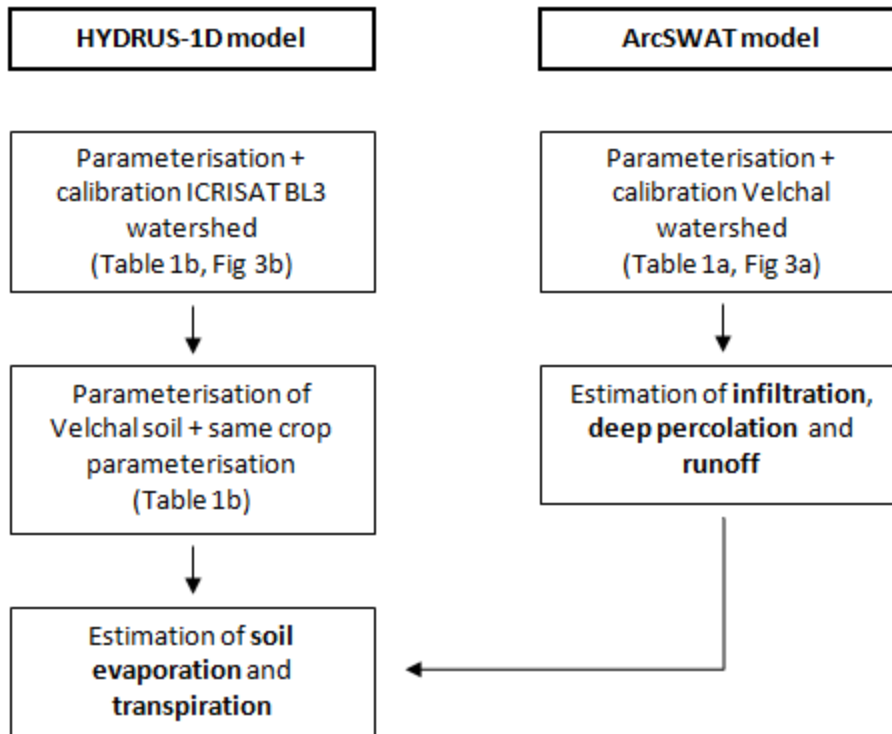 HYDRUS-1D model
Parameterisation +
calibration ICRISAT BL3
watershed
(Table 1b, Fig 3b)
Parameterisation of
Velchal soil + same crop
parameterisation
(Table 1b)
Estimation of soil
evaporation and
transpiration
ArcSWAT model
Parameterisation +
calibration Velchal
watershed
(Table 1a, Fig 3a)
Estimation of infiltration,
deep percolation and
runoff